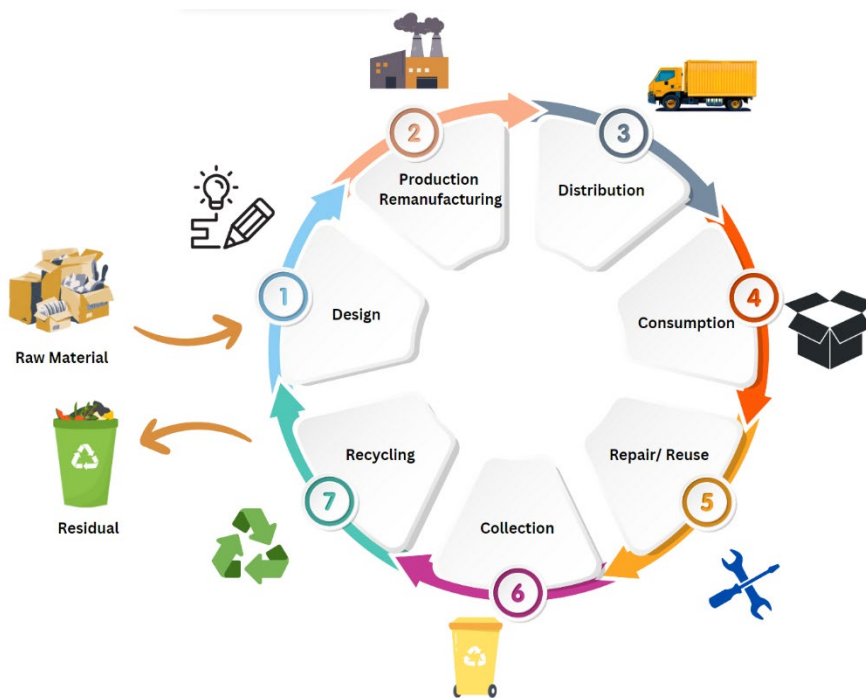 2
Production
Remanufacturing
3
Distribution
1
Design
4
Consumption
Raw Material
Recycling
7
Repair/ Reuse
5
Collection
6
Residual